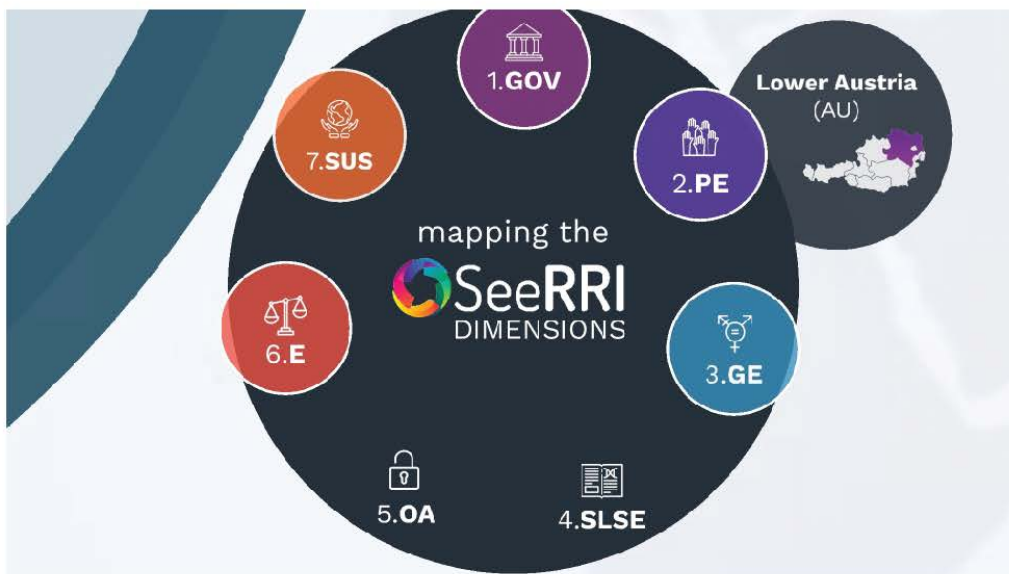 1.GOV
7.SUS
2.PE
Lower Austria
(AU)
mapping the
SeeRRI
DIMENSIONS
6.E
3.GE
5.OA
4.SLSE